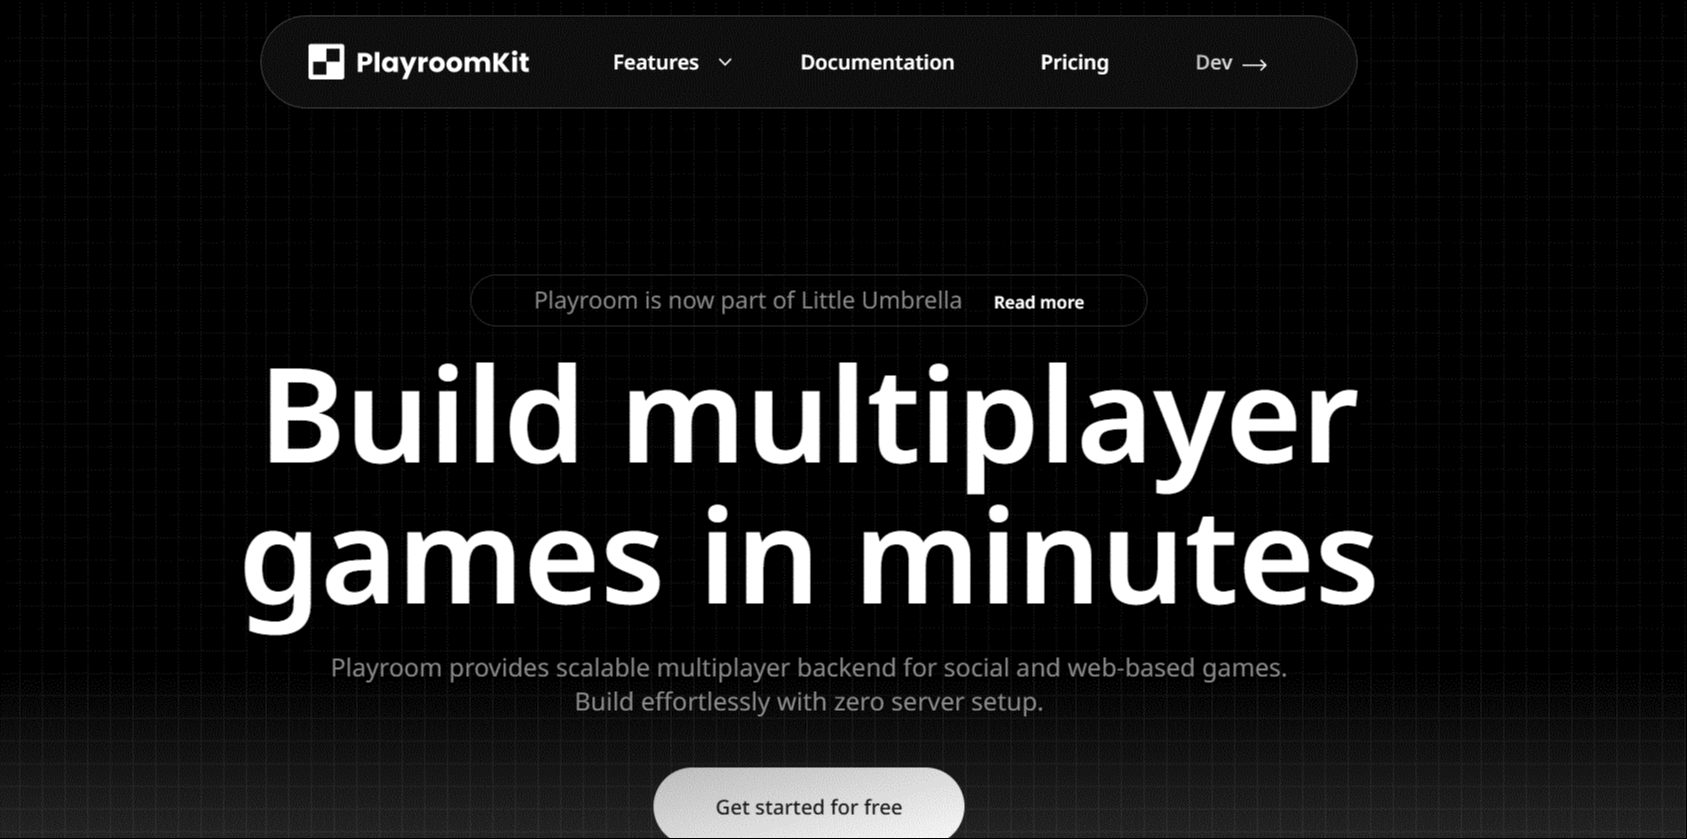 PlayroomKit Features Documentation Pricing Dev →
Playroom is now part of Little Umbrella Read more
Build multiplayer
games in minutes
Playroom provides scalable multiplayer backend for social and web-based games.
Build effortlessly with zero server setup.
Get started for free